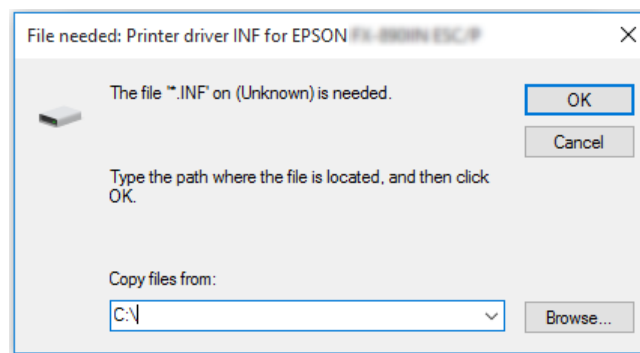 File needed: Printer driver INF for EPSON
The file '*.INF' on (Unknown) is needed.
OK
Cancel
Type the path where the file is located, and then click
OK.
Copy files from:
C:\
Browse...